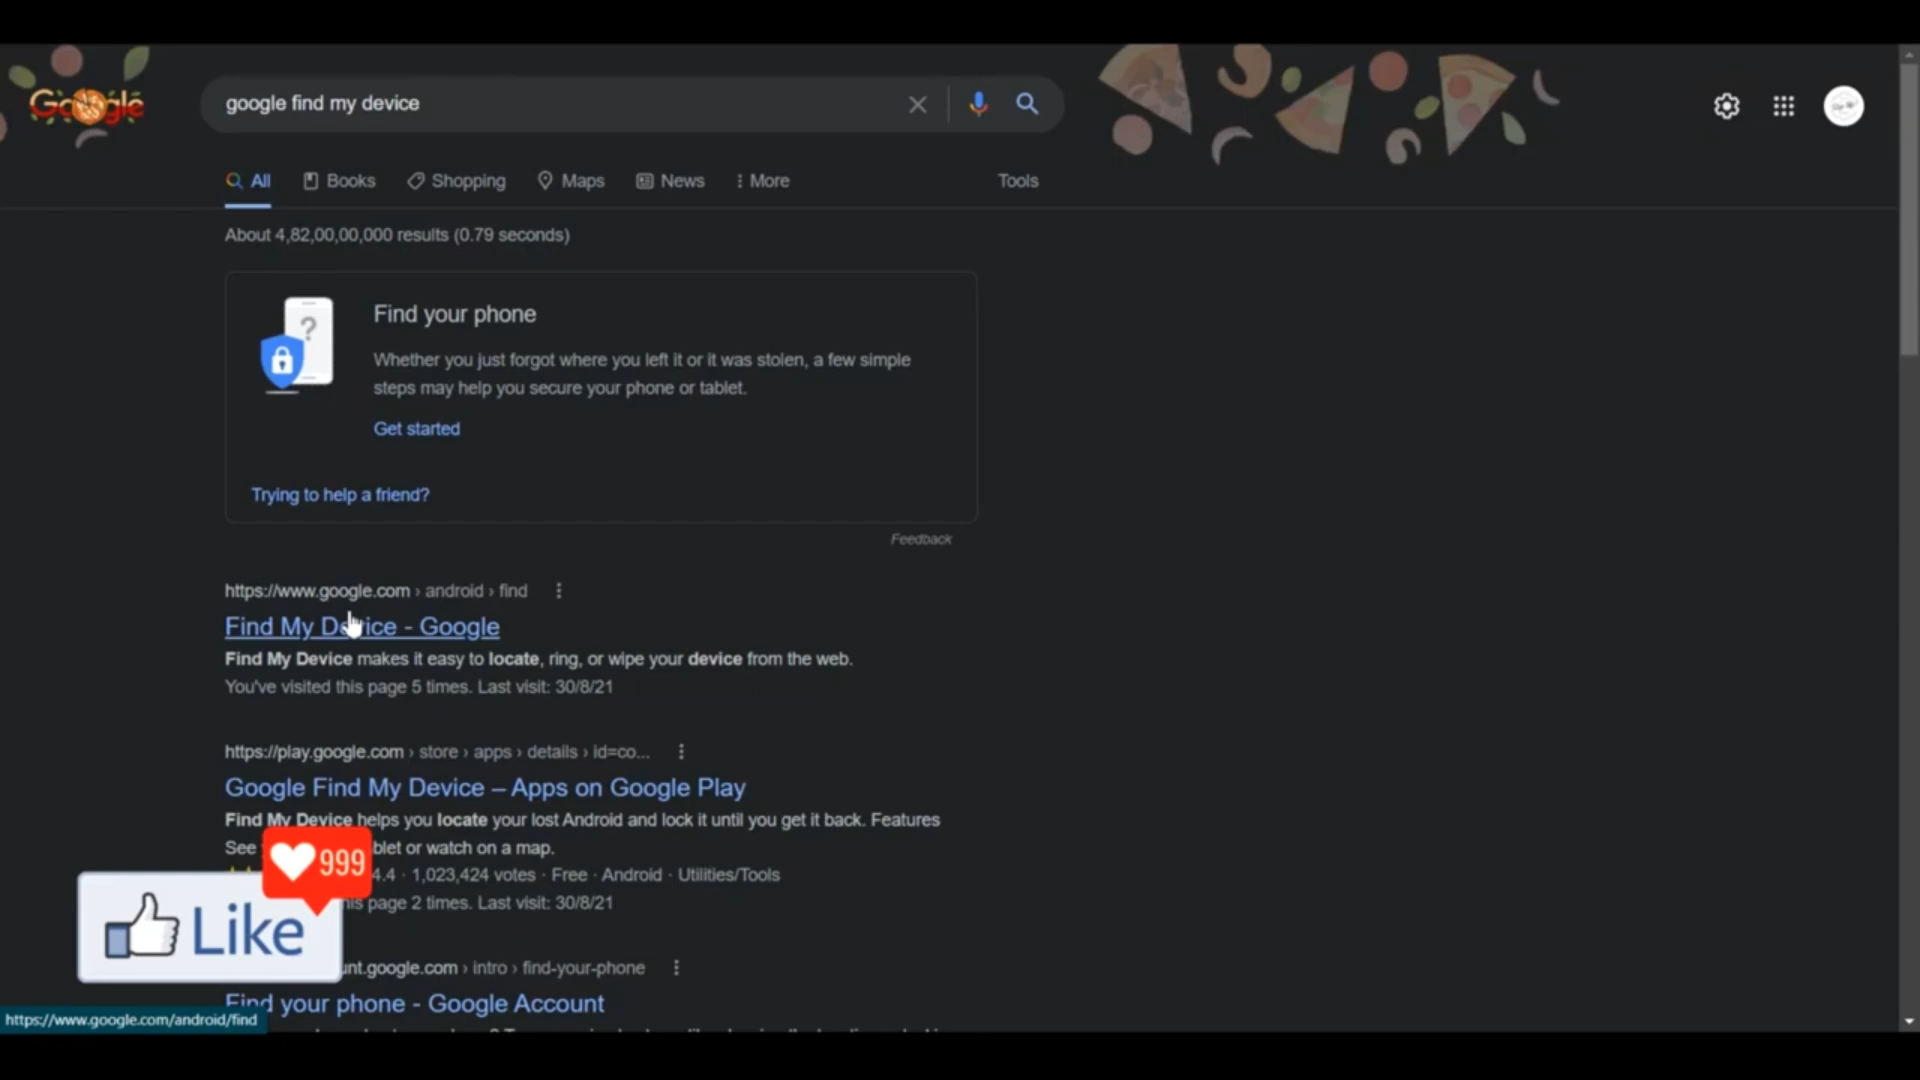 Google
google find my device
All
Books
Shopping
Maps
News
More
Tools
About 4,82,00,00,000 results (0.79 seconds)
?
Find your phone
Whether you just forgot where you left it or it was stolen, a few simple
steps may help you secure your phone or tablet.
Get started
Trying to help a friend?
Feedback
https://www.google.com › android › find
Find My Device - Google
Find My Device makes it easy to locate, ring, or wipe your device from the web.
You've visited this page 5 times. Last visit: 30/8/21
https://play.google.com › store › apps › details › id=co...
Google Find My Device – Apps on Google Play
Find My Device helps you locate your lost Android and lock it until you get it back. Features
See blet or watch on a map.
4.4 · 1,023,424 votes · Free · Android · Utilities/Tools
is page 2 times. Last visit: 30/8/21
999
Like
unt.google.com › intro › find-your-phone
Find your phone - Google Account
https://www.google.com/android/find